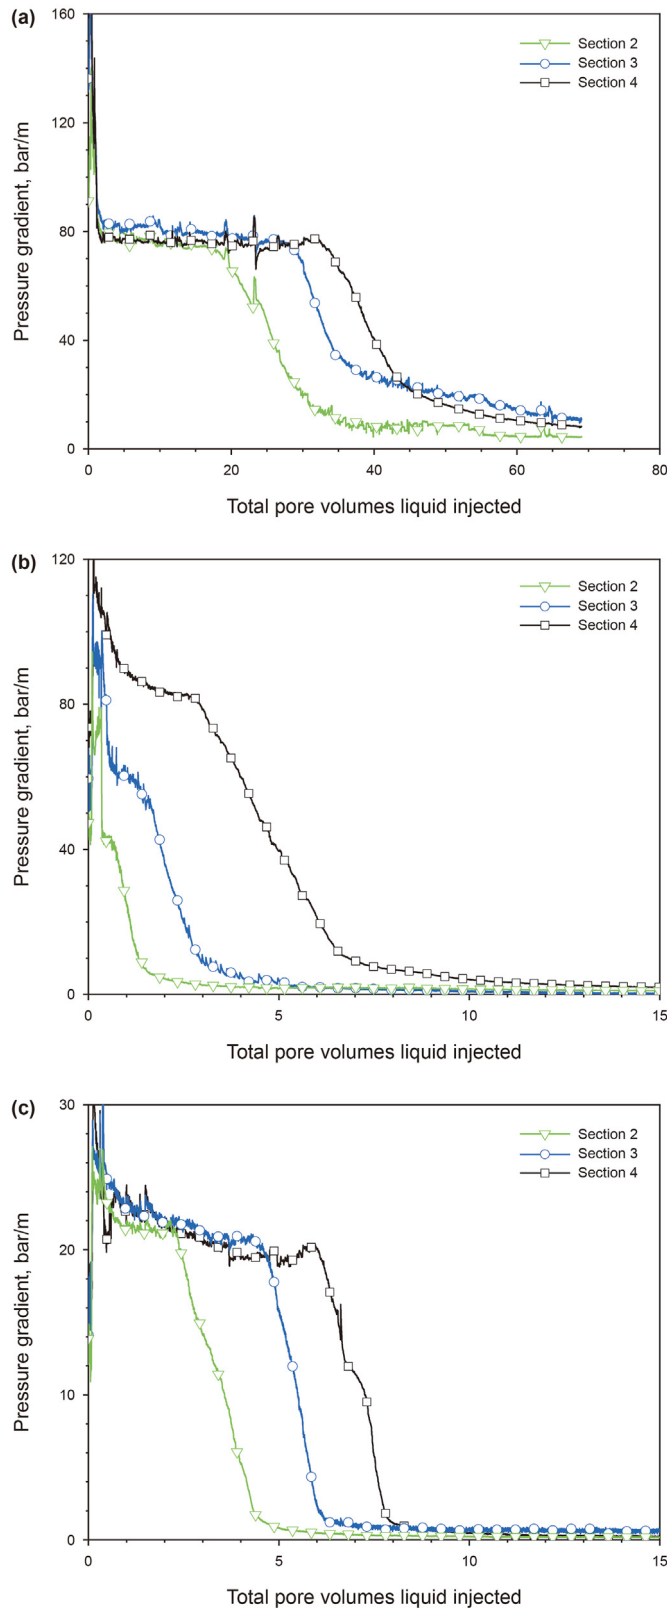 (a)
160
120
80
40
0
Pressure gradient, bar/m
Section 2
Section 3
Section 4
0 20 40 60 80
Total pore volumes liquid injected
(b)
120
80
40
0
Pressure gradient, bar/m
Section 2
Section 3
Section 4
0 5 10 15
Total pore volumes liquid injected
(c)
30
20
10
0
Pressure gradient, bar/m
Section 2
Section 3
Section 4
0 5 10 15
Total pore volumes liquid injected